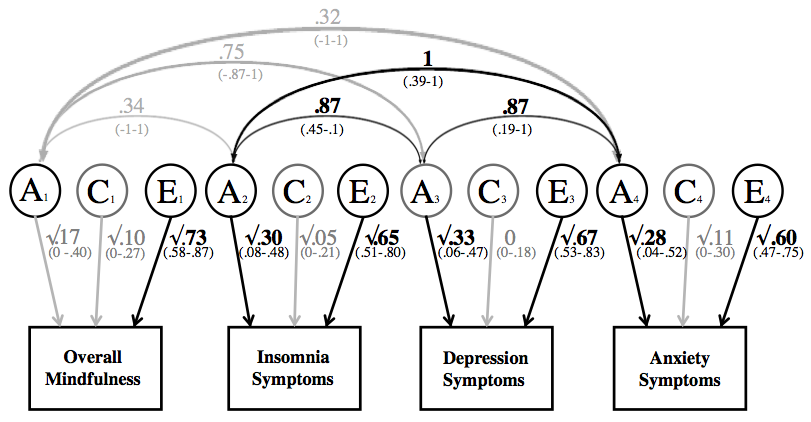 .32
(-1-1)
.75
(-.87-1)
1
(.39-1)
.34
(-1-1)
.87
(.45-.1)
.87
(.19-1)
A1 C1 E1 A2 C2 E2 A3 C3 E3 A4 C4 E4
√.17 √.10 √.73 √.30 √.05 √.65 √.33 0 √.67 √.28 √.11 √.60
(0 -.40) (0-.27) (.58-.87) (.08-.48) (0-.21) (.51-.80) (.06-.47) (0-.18) (.53-.83) (.04-.52) (0-.30) (.47-.75)
Overall Insomnia Depression Anxiety
Mindfulness Symptoms Symptoms Symptoms